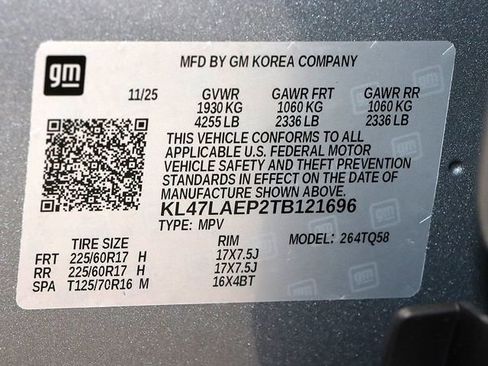 gm
MFD BY GM KOREA COMPANY
11/25 GVWR GAWR FRT GAWR RR
1930 KG 1060 KG 1060 KG
4255 LB 2336 LB 2336 LB
THIS VEHICLE CONFORMS TO ALL
APPLICABLE U.S. FEDERAL MOTOR
VEHICLE SAFETY AND THEFT PREVENTION
STANDARDS IN EFFECT ON THE DATE OF
MANUFACTURE SHOWN ABOVE.
KL47LAEP2TB121696
TYPE: MPV
TIRE SIZE RIM MODEL: 264TQ58
FRT 225/60R17 H 17X7.5J
RR 225/60R17 H 17X7.5J
SPA T125/70R16 M 16X4BT